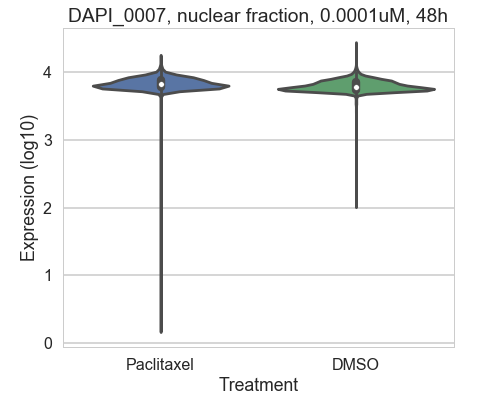 DAPI_0007, nuclear fraction, 0.0001uM, 48h
Expression (log10)
4
3
2
1
0
Paclitaxel
DMSO
Treatment